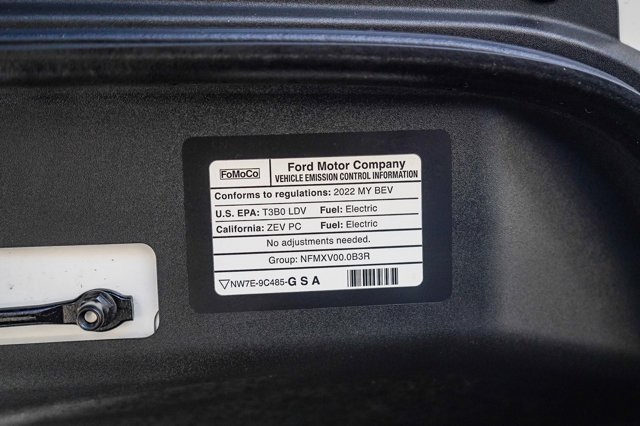 FoMoCo
Ford Motor Company
VEHICLE EMISSION CONTROL INFORMATION
Conforms to regulations: 2022 MY BEV
U.S. EPA: T3B0 LDV Fuel: Electric
California: ZEV PC Fuel: Electric
No adjustments needed.
Group: NFMXV00.0B3R
NW7E-9C485-GSA